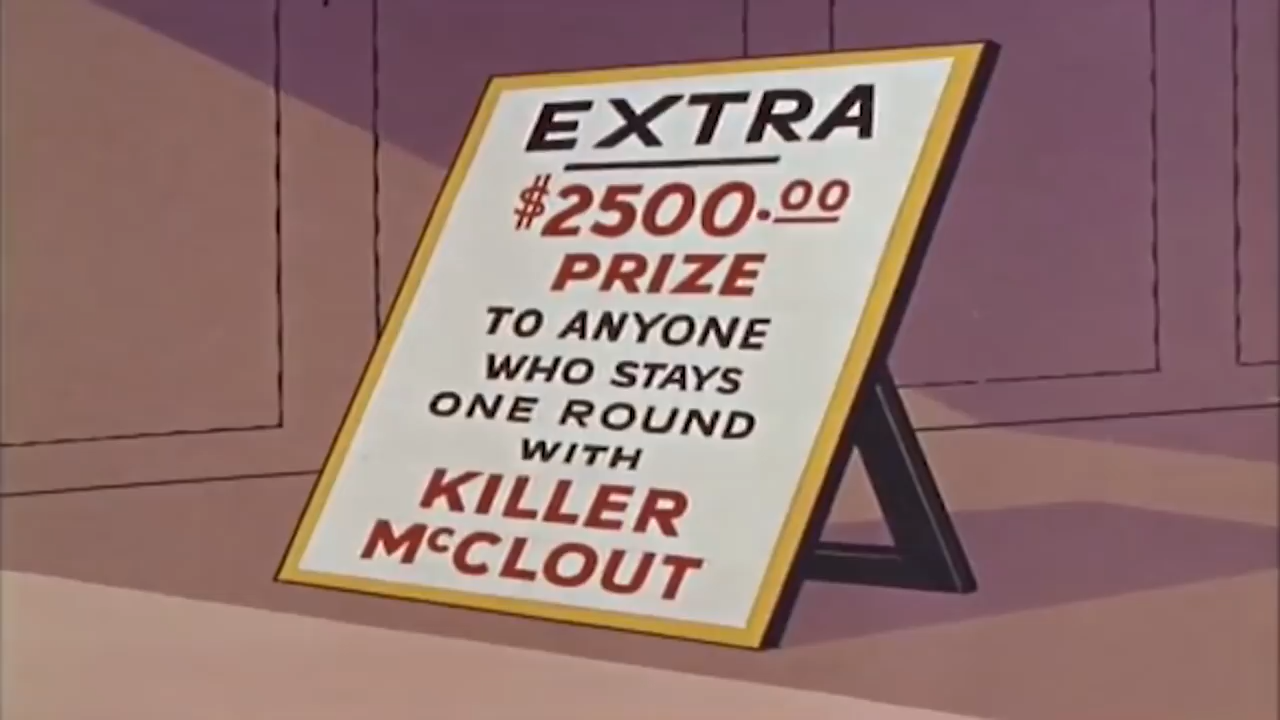 EXTRA
$2500.00
PRIZE
TO ANYONE
WHO STAYS
ONE ROUND
WITH
KILLER
McCLOUT